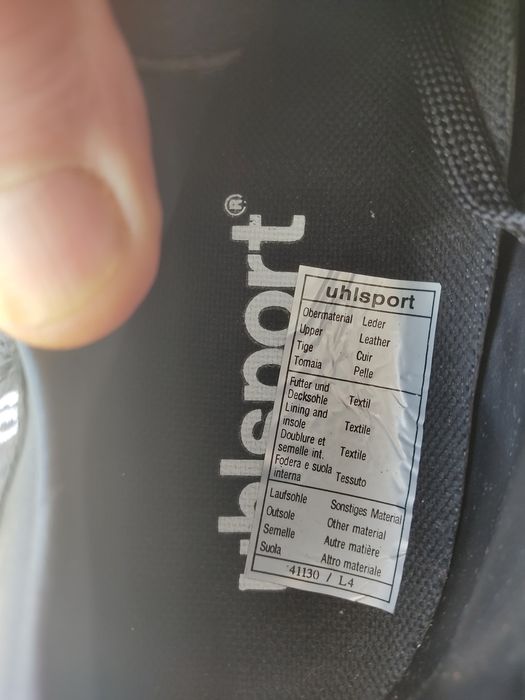 uhlsport®
uhlsport
Obermaterial Leder
Upper Leather
Tige Cuir
Tomaia Pelle
Futter und
Decksohle Textil
Lining and
insole Textile
Doublure et
semelle int. Textile
Fodera e suola Tessuto
interna
Laufsohle Sonstiges Material
Outsole Other material
Semelle Autre matière
Suola Altro materiale
41130 / L4